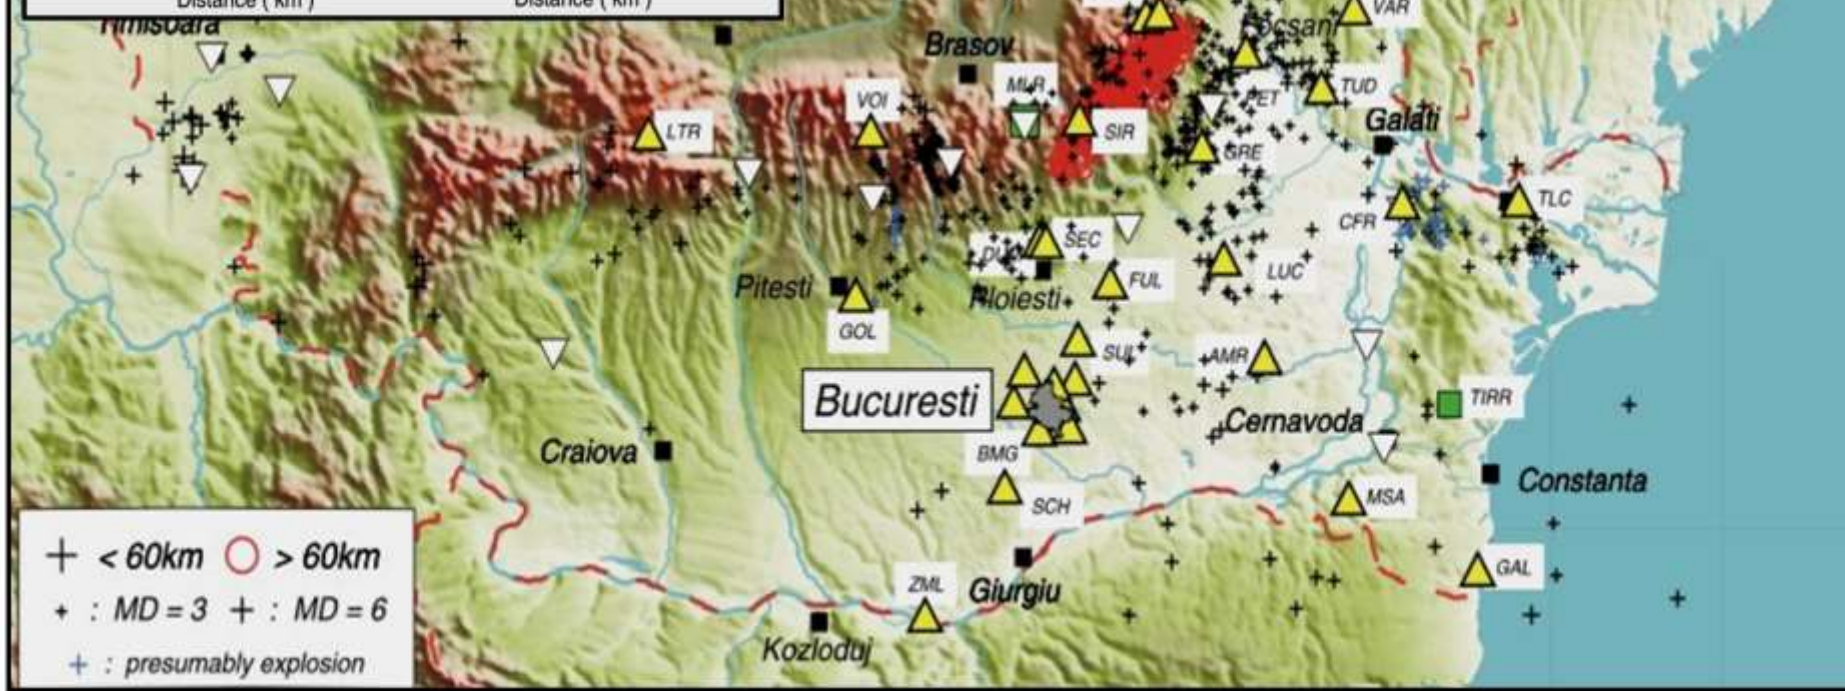 Distance ( km ) Distance ( km )
Timisoara
VAR
Brasov
TUD
MLR
VOI
LTR
SIR
Galati
GRE
TLC
CFR
SEC
LUC
FUL
Pitesti
Ploiesti
GOL
SUL
AMR
TIRR
Bucuresti
Cernavoda
Craiova
BMG
Constanta
SCH
MSA
< 60km > 60km
GAL
ZML
Giurgiu
: MD = 3 : MD = 6
Kozloduj
: presumably explosion